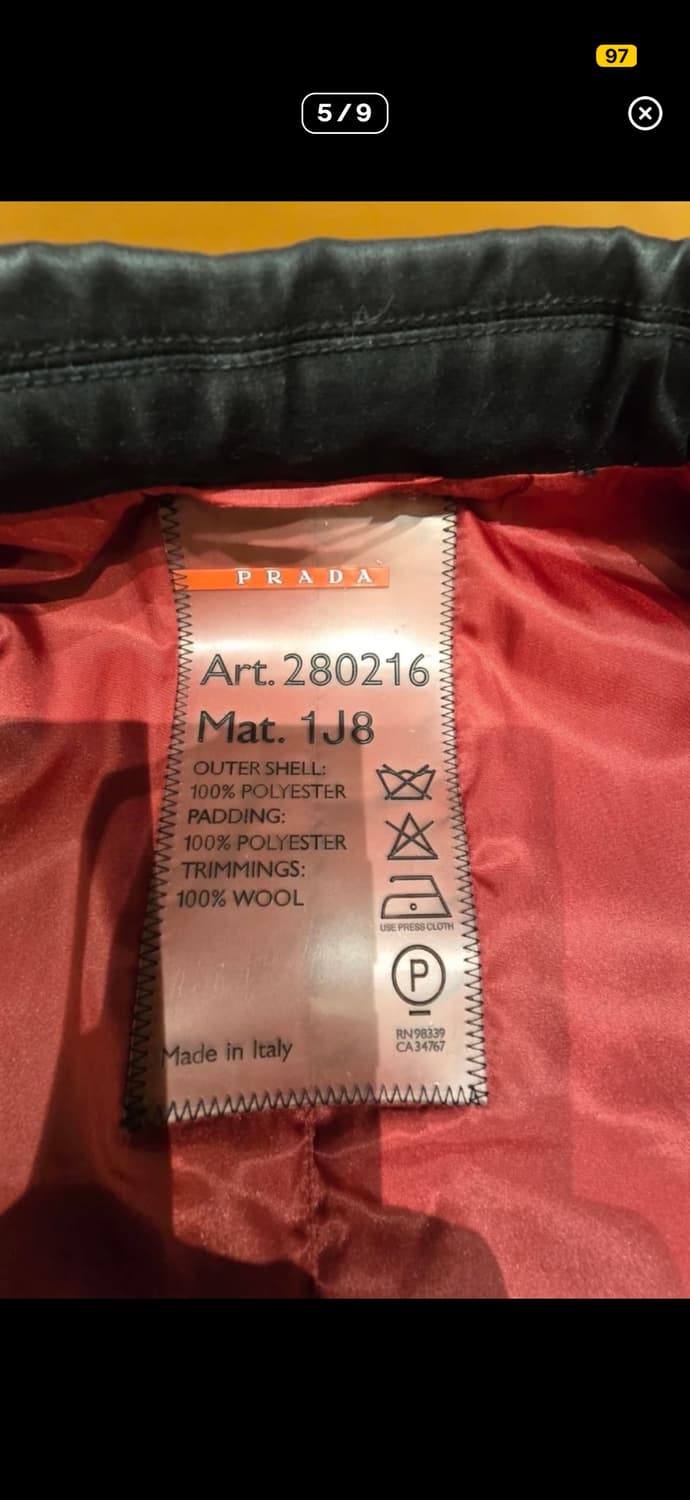 97
5/9
PRADA
Art. 280216
Mat. 1J8
OUTER SHELL:
100% POLYESTER
PADDING:
100% POLYESTER
TRIMMINGS:
100% WOOL
USE PRESS CLOTH
P
RN 98339
CA 34767
Made in Italy